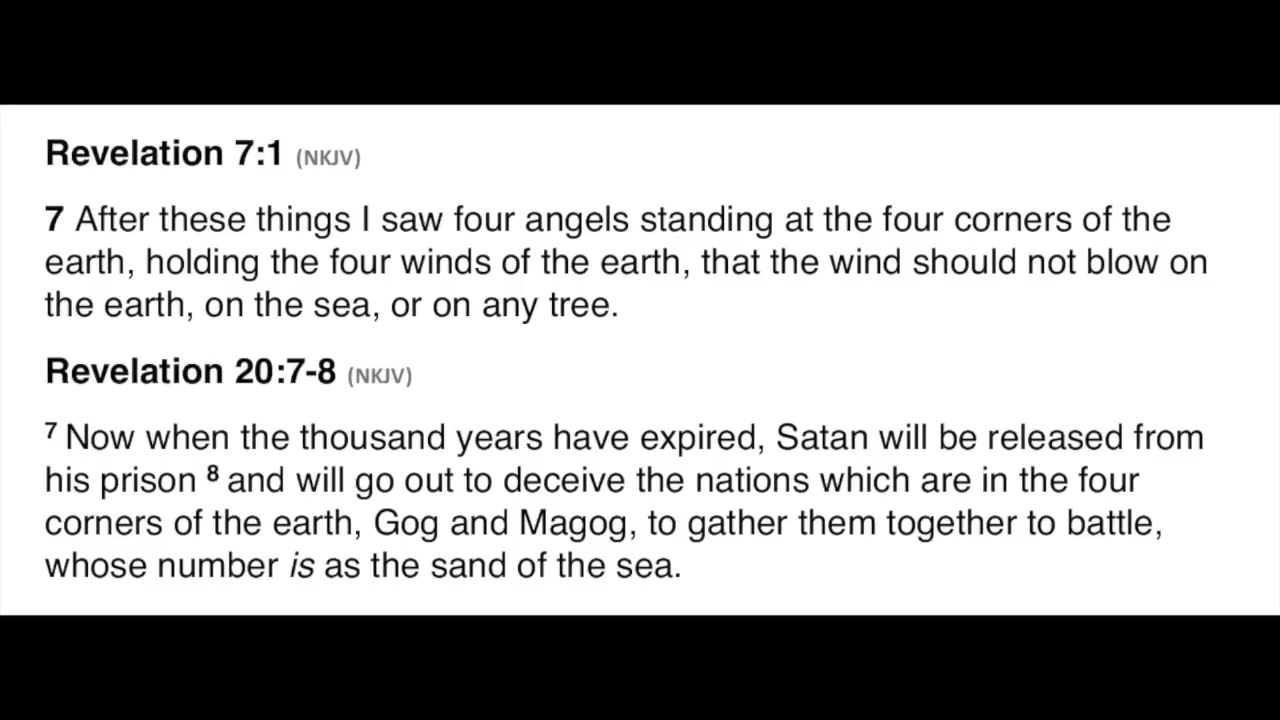 Revelation 7:1 (NKJV)
7 After these things I saw four angels standing at the four corners of the
earth, holding the four winds of the earth, that the wind should not blow on
the earth, on the sea, or on any tree.
Revelation 20:7-8 (NKJV)
7 Now when the thousand years have expired, Satan will be released from
his prison 8 and will go out to deceive the nations which are in the four
corners of the earth, Gog and Magog, to gather them together to battle,
whose number is as the sand of the sea.